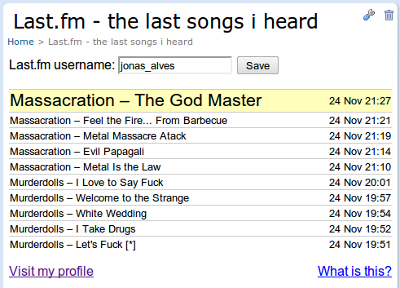 Last.fm - the last songs i heard
Home > Last.fm - the last songs i heard
Last.fm username: jonas_alves Save
Massacration – The God Master 24 Nov 21:27
Massacration – Feel the Fire... From Barbecue 24 Nov 21:21
Massacration – Metal Massacre Atack 24 Nov 21:19
Massacration – Evil Papagali 24 Nov 21:14
Massacration – Metal Is the Law 24 Nov 21:10
Murderdolls – I Love to Say Fuck 24 Nov 20:01
Murderdolls – Welcome to the Strange 24 Nov 19:57
Murderdolls – White Wedding 24 Nov 19:54
Murderdolls – I Take Drugs 24 Nov 19:52
Murderdolls – Let's Fuck [*] 24 Nov 19:51
Visit my profile What is this?